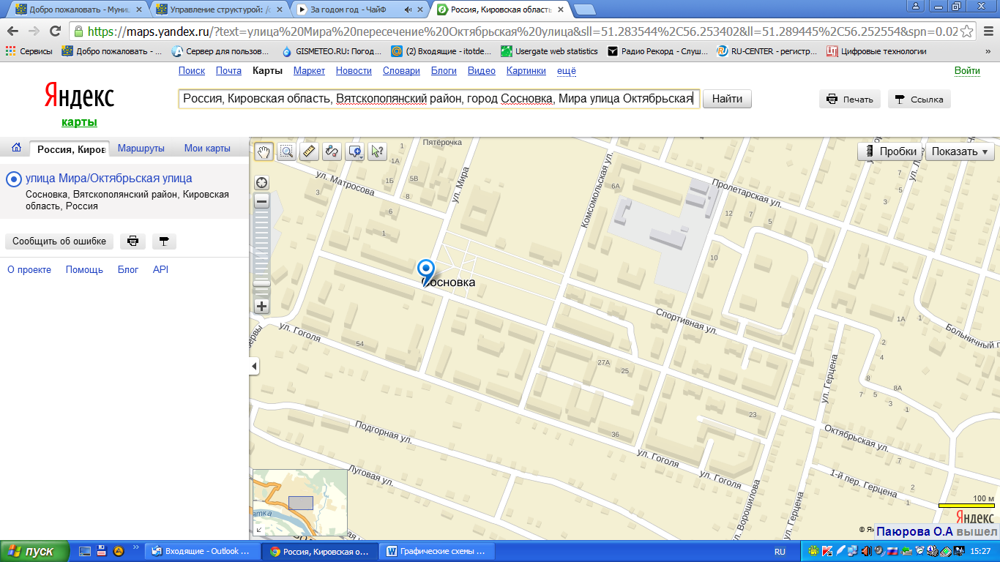 Добро пожаловать - Муниц
Управление структурой: /с
За годом год - ЧайФ
Россия, Кировская область
https://maps.yandex.ru/?text=улица%20Мира%20пересечение%20Октябрьская%20улица&sll=51.283544%2C56.253402&ll=51.289445%2C56.252554&spn=0.02
Сервисы
Добро пожаловать - ...
Сервер для пользов...
GISMETEO.RU: Погод...
(2) Входящие - itotde...
Usergate web statistics
Радио Рекорд - Слуш...
RU-CENTER - регистр...
Цифровые технологии
»
Поиск Почта Карты Маркет Новости Словари Блоги Видео Картинки ещё
Войти
Яндекс
карты
Россия, Кировская область, Вятскополянский район, город Сосновка, Мира улица Октябрьская
Найти
Печать
Ссылка
Россия, Киров
Маршруты
Мои карты
улица Мира/Октябрьская улица
Сосновка, Вятскополянский район, Кировская
область, Россия
Сообщить об ошибке
О проекте Помощь Блог API
Пробки
Показать
Пятёрочка
1
1А
1Б
5В
8
3
6
1
ул. Матросова
ул. Мира
Комсомольская ул.
6А
Пролетарская ул.
12
7
5
10
7
5
3
Сосновка
Спортивная ул.
1А
Больничный п
ул. Гоголя
54
27А
25
2
4
8
8А
7
5
3
1
ул. Герцена
23
36
Октябрьская ул.
Подгорная ул.
ул. Гоголя
ул. Гоголя
Луговая ул.
1-й пер. Герцена
2
1
7
Ворошилова
ул. Герцена
100 м
Яндекс
© Ян
Паюрова О.А вышел
пуск
»
Входящие - Outlook ...
Россия, Кировская о...
Графические схемы ...
RU
15:27